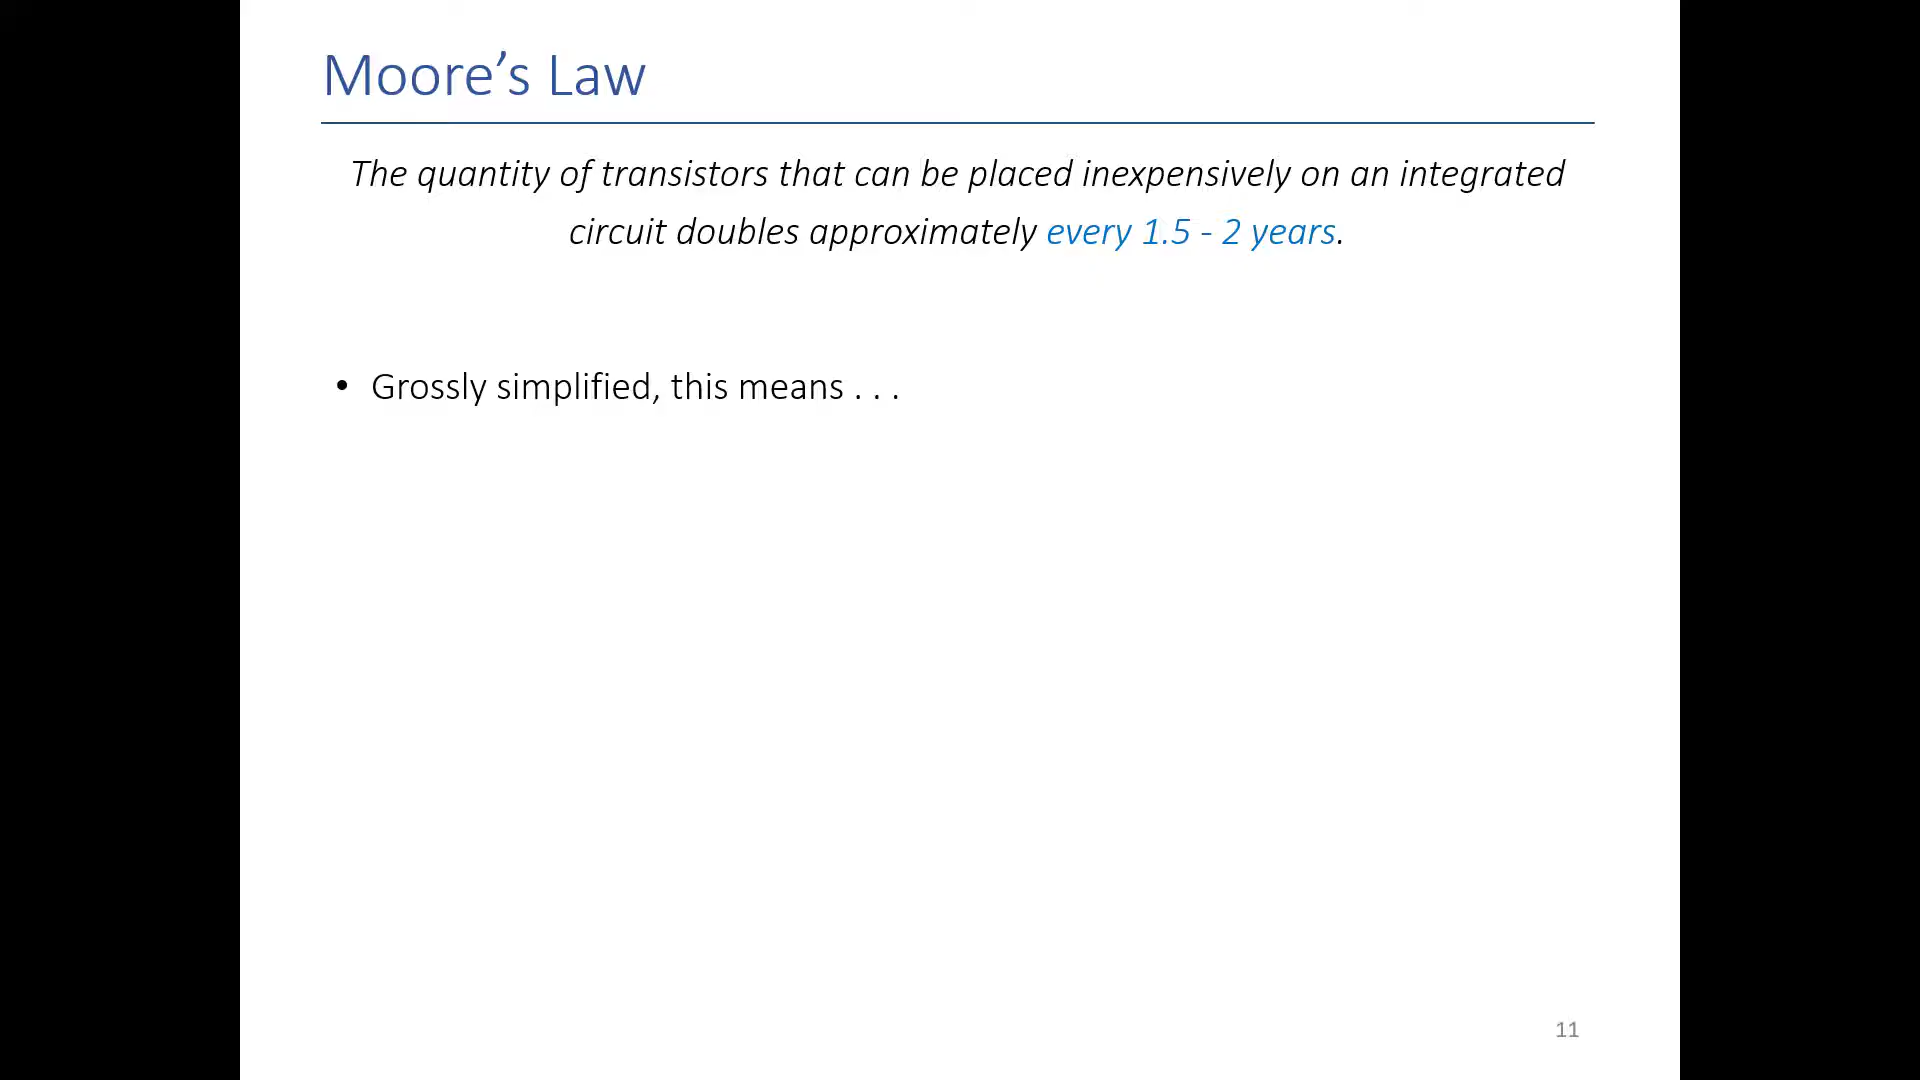 Moore’s Law
The quantity of transistors that can be placed inexpensively on an integrated
circuit doubles approximately every 1.5 - 2 years.
• Grossly simplified, this means . . .
11